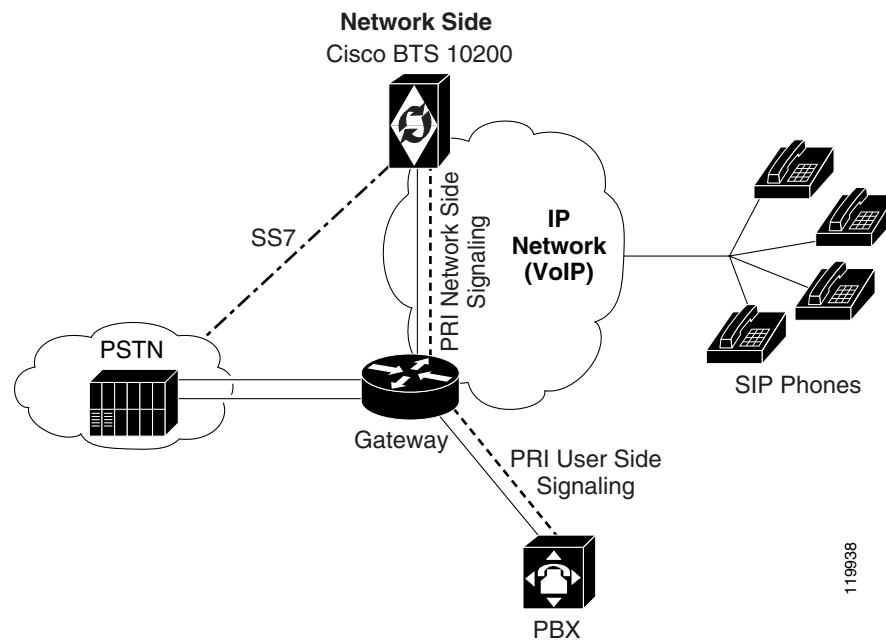 Network Side
Cisco BTS 10200
SS7
PRI Network Side
Signaling
IP
Network
(VoIP)
PSTN
SIP Phones
Gateway
PRI User Side
Signaling
PBX
119938